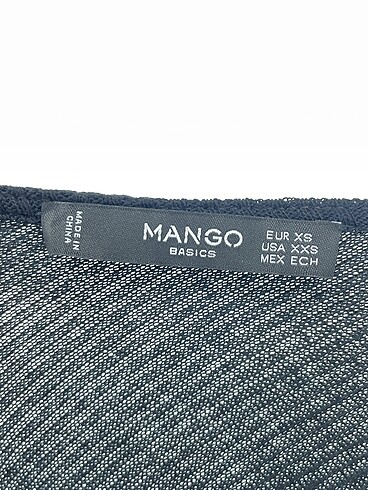 MADE IN
CHINA
MANGO
BASICS
EUR XS
USA XXS
MEX ECH